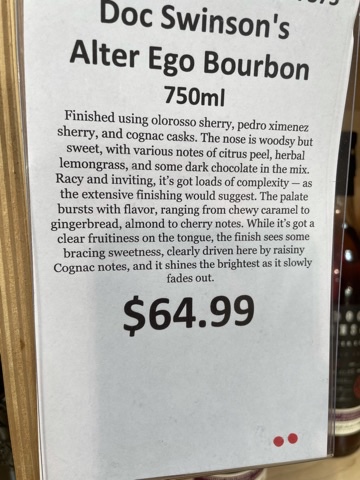 Doc Swinson's
Alter Ego Bourbon
750ml
Finished using olorosso sherry, pedro ximenez
sherry, and cognac casks. The nose is woodsy but
sweet, with various notes of citrus peel, herbal
lemongrass, and some dark chocolate in the mix.
Racy and inviting, it's got loads of complexity — as
the extensive finishing would suggest. The palate
bursts with flavor, ranging from chewy caramel to
gingerbread, almond to cherry notes. While it's got a
clear fruitiness on the tongue, the finish sees some
bracing sweetness, clearly driven here by raisiny
Cognac notes, and it shines the brightest as it slowly
fades out.
$64.99